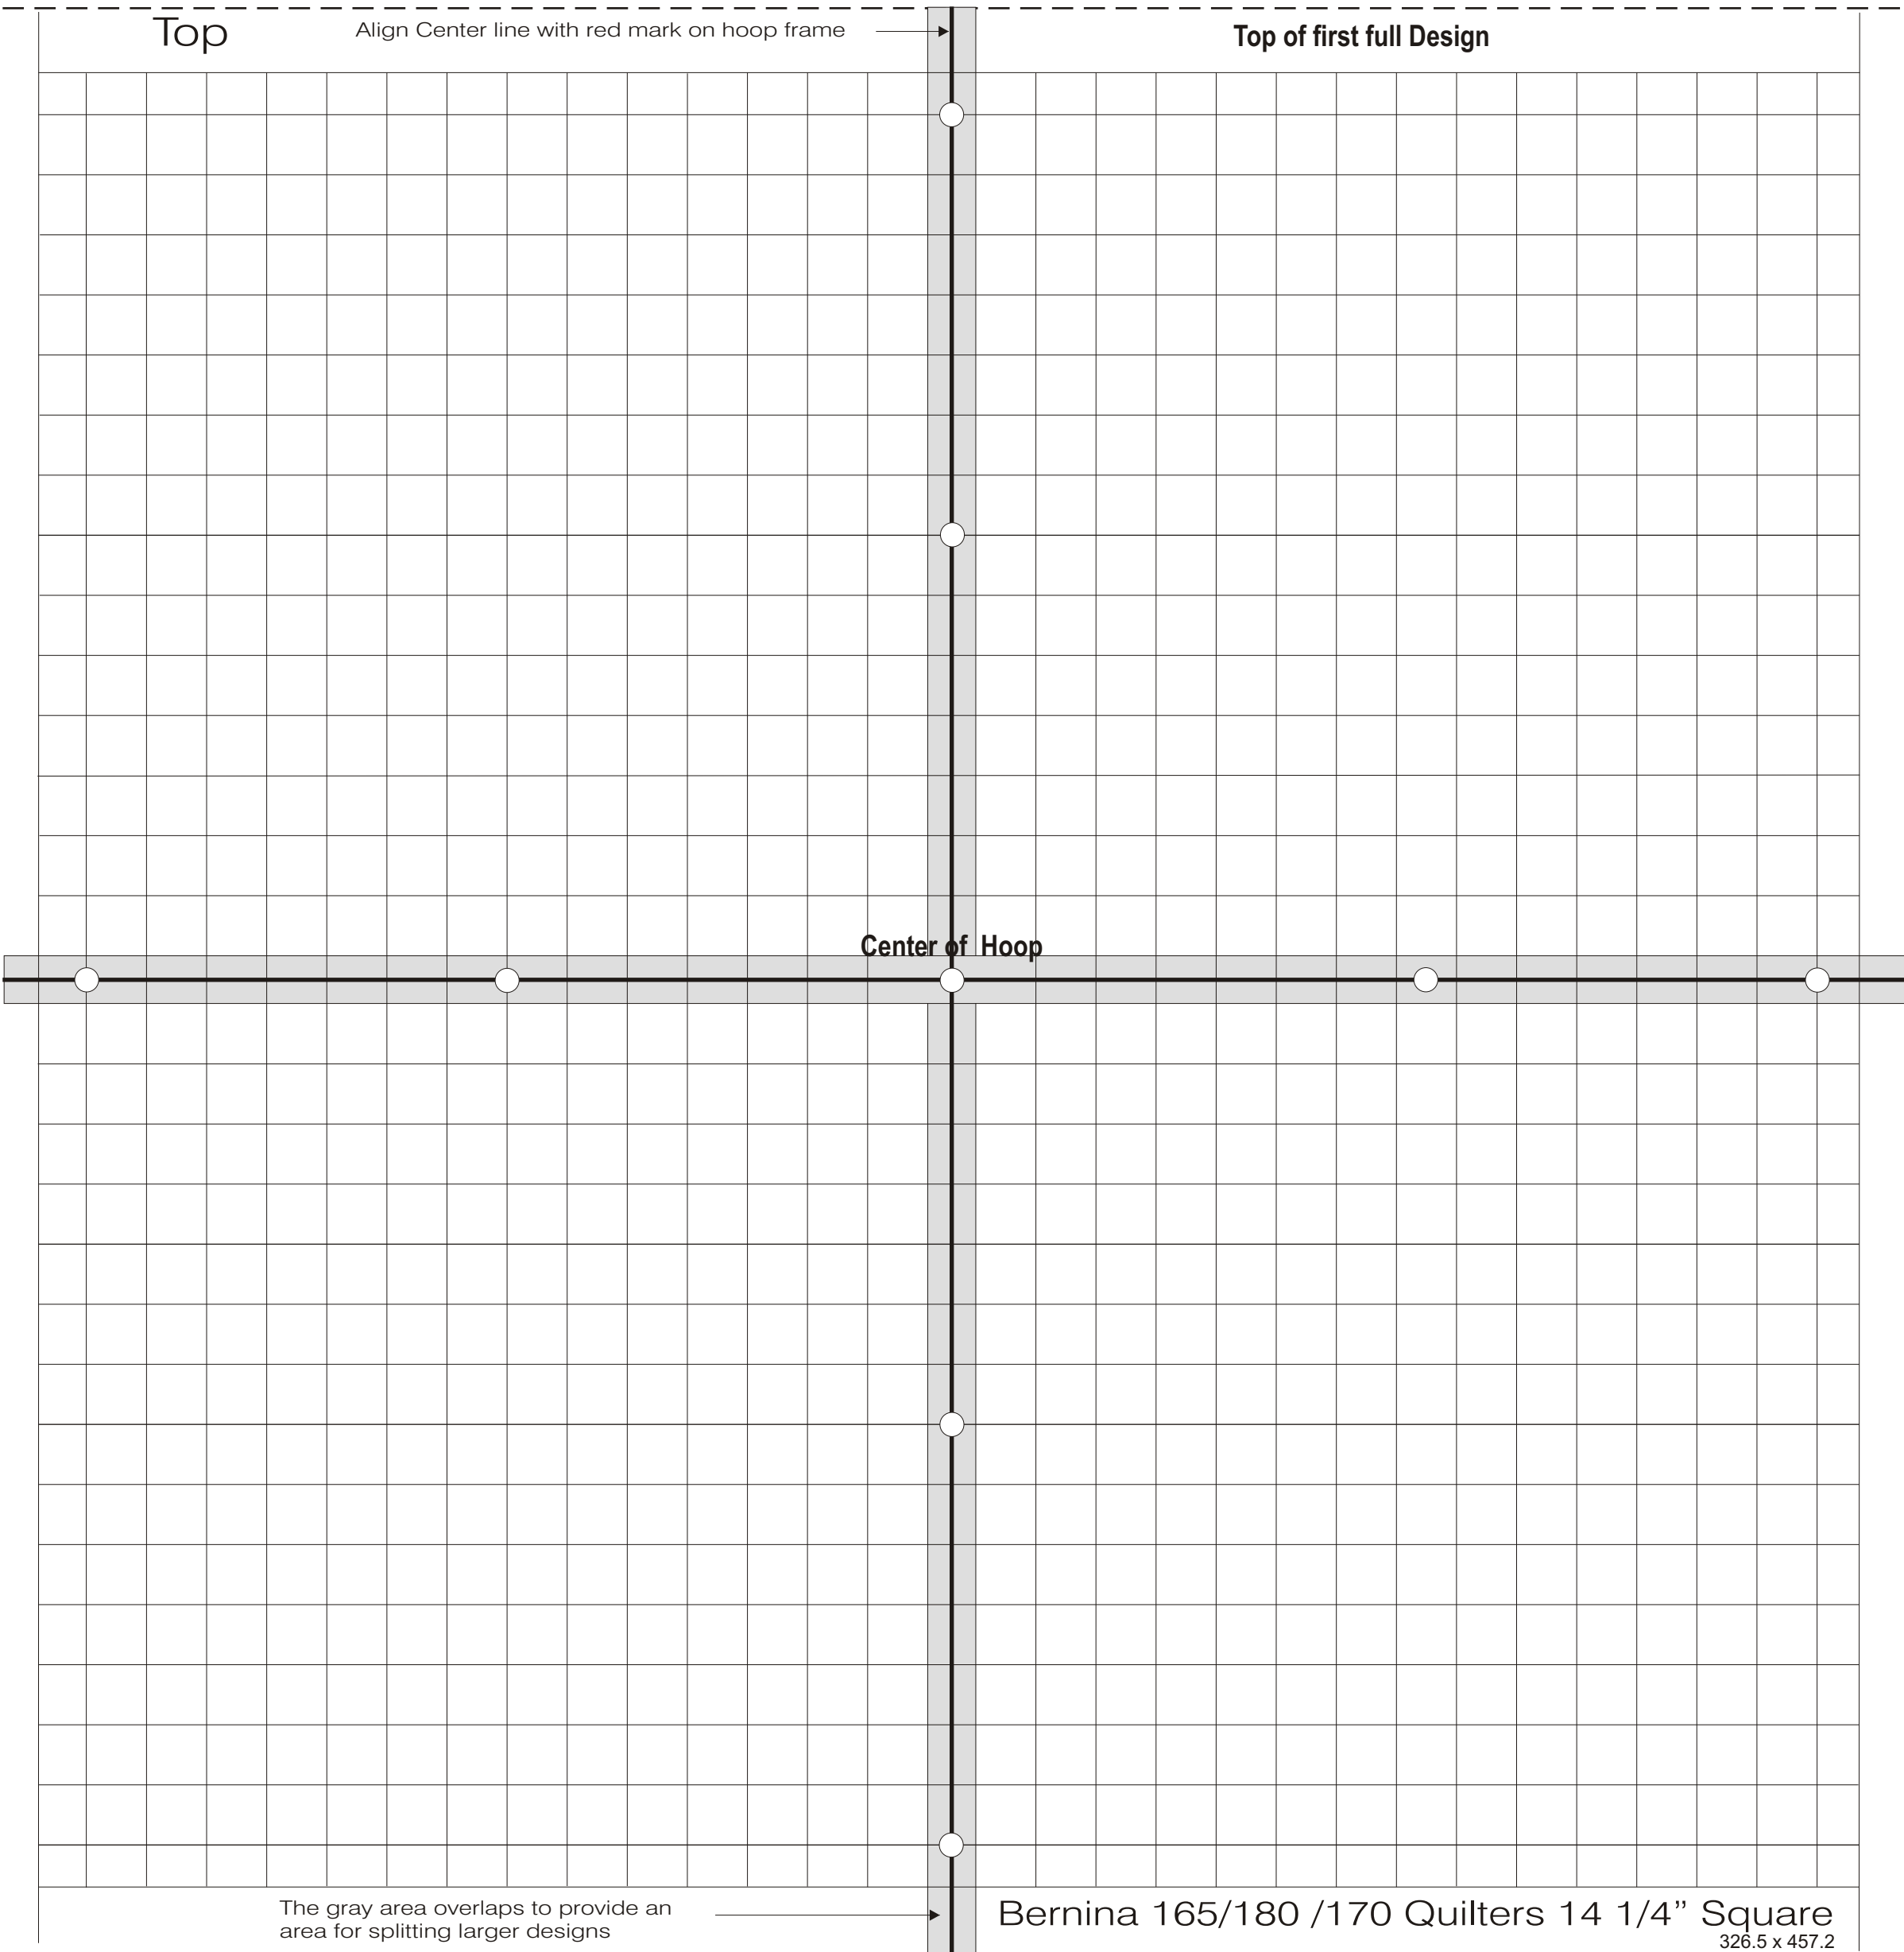 Top
Align Center line with red mark on hoop frame
Top of first full Design
Center of Hoop
The gray area overlaps to provide an
area for splitting larger designs
Bernina 165/180 /170 Quilters 14 1/4” Square
326.5 x 457.2